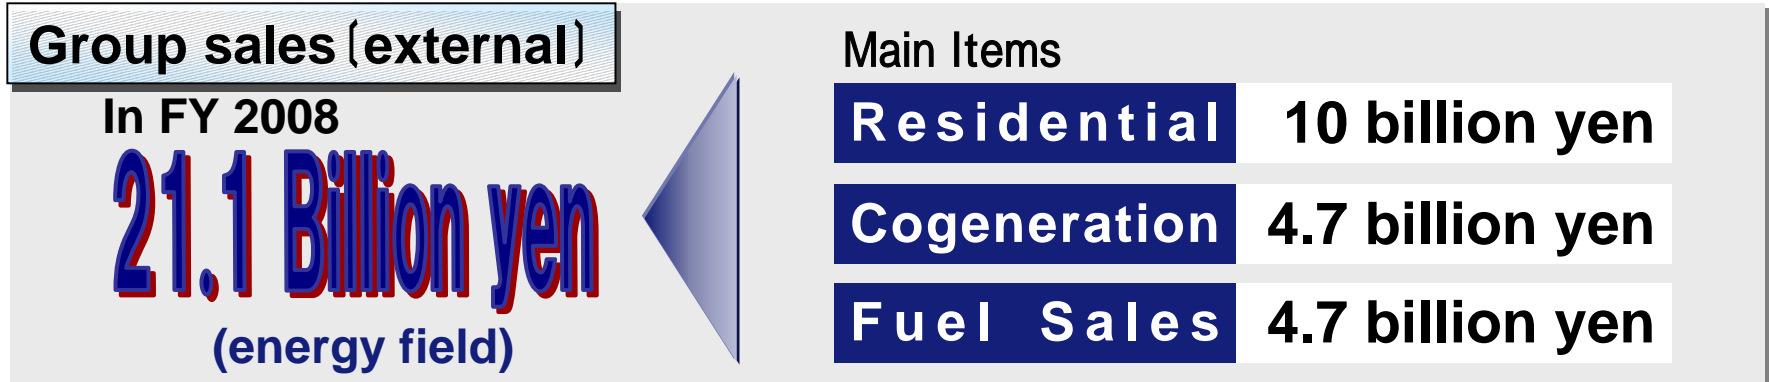 Group sales〔external〕
In FY 2008
21.1 Billion yen
(energy field)
Main Items
Residential 10 billion yen
Cogeneration 4.7 billion yen
Fuel Sales 4.7 billion yen